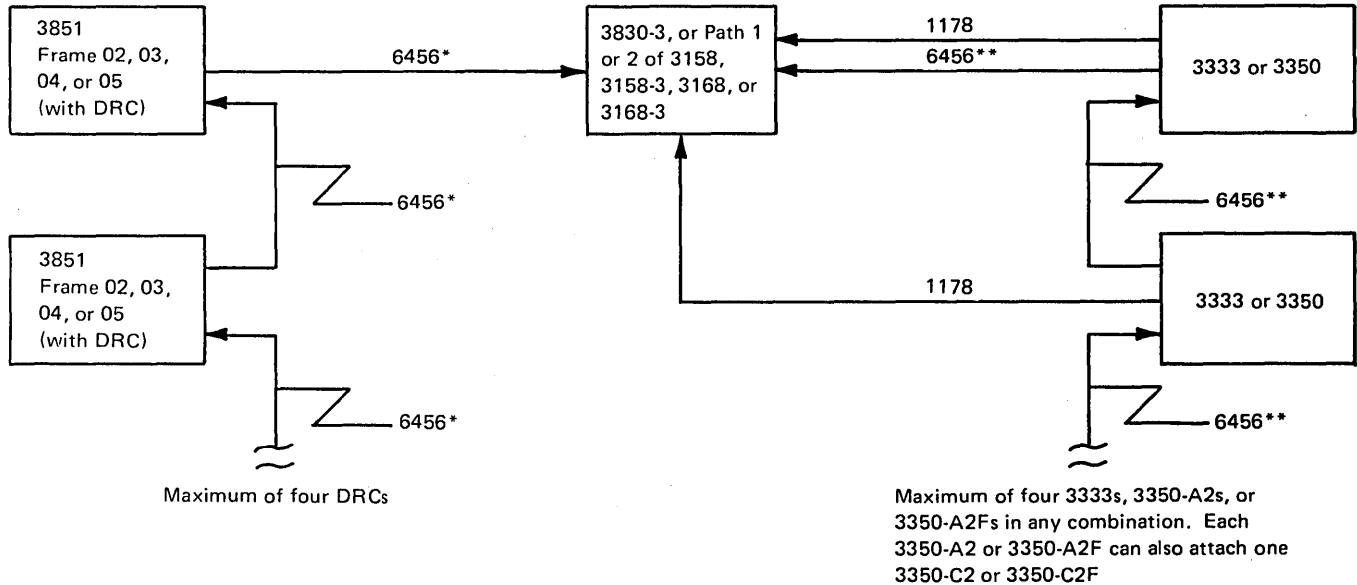 3851
Frame 02, 03,
04, or 05
(with DRC)
6456*
3830-3, or Path 1
or 2 of 3158,
3158-3, 3168, or
3168-3
1178
6456**
3333 or 3350
6456*
6456**
3851
Frame 02, 03,
04, or 05
(with DRC)
1178
3333 or 3350
6456*
6456**
Maximum of four DRCs
Maximum of four 3333s, 3350-A2s, or
3350-A2Fs in any combination. Each
3350-A2 or 3350-A2F can also attach one
3350-C2 or 3350-C2F